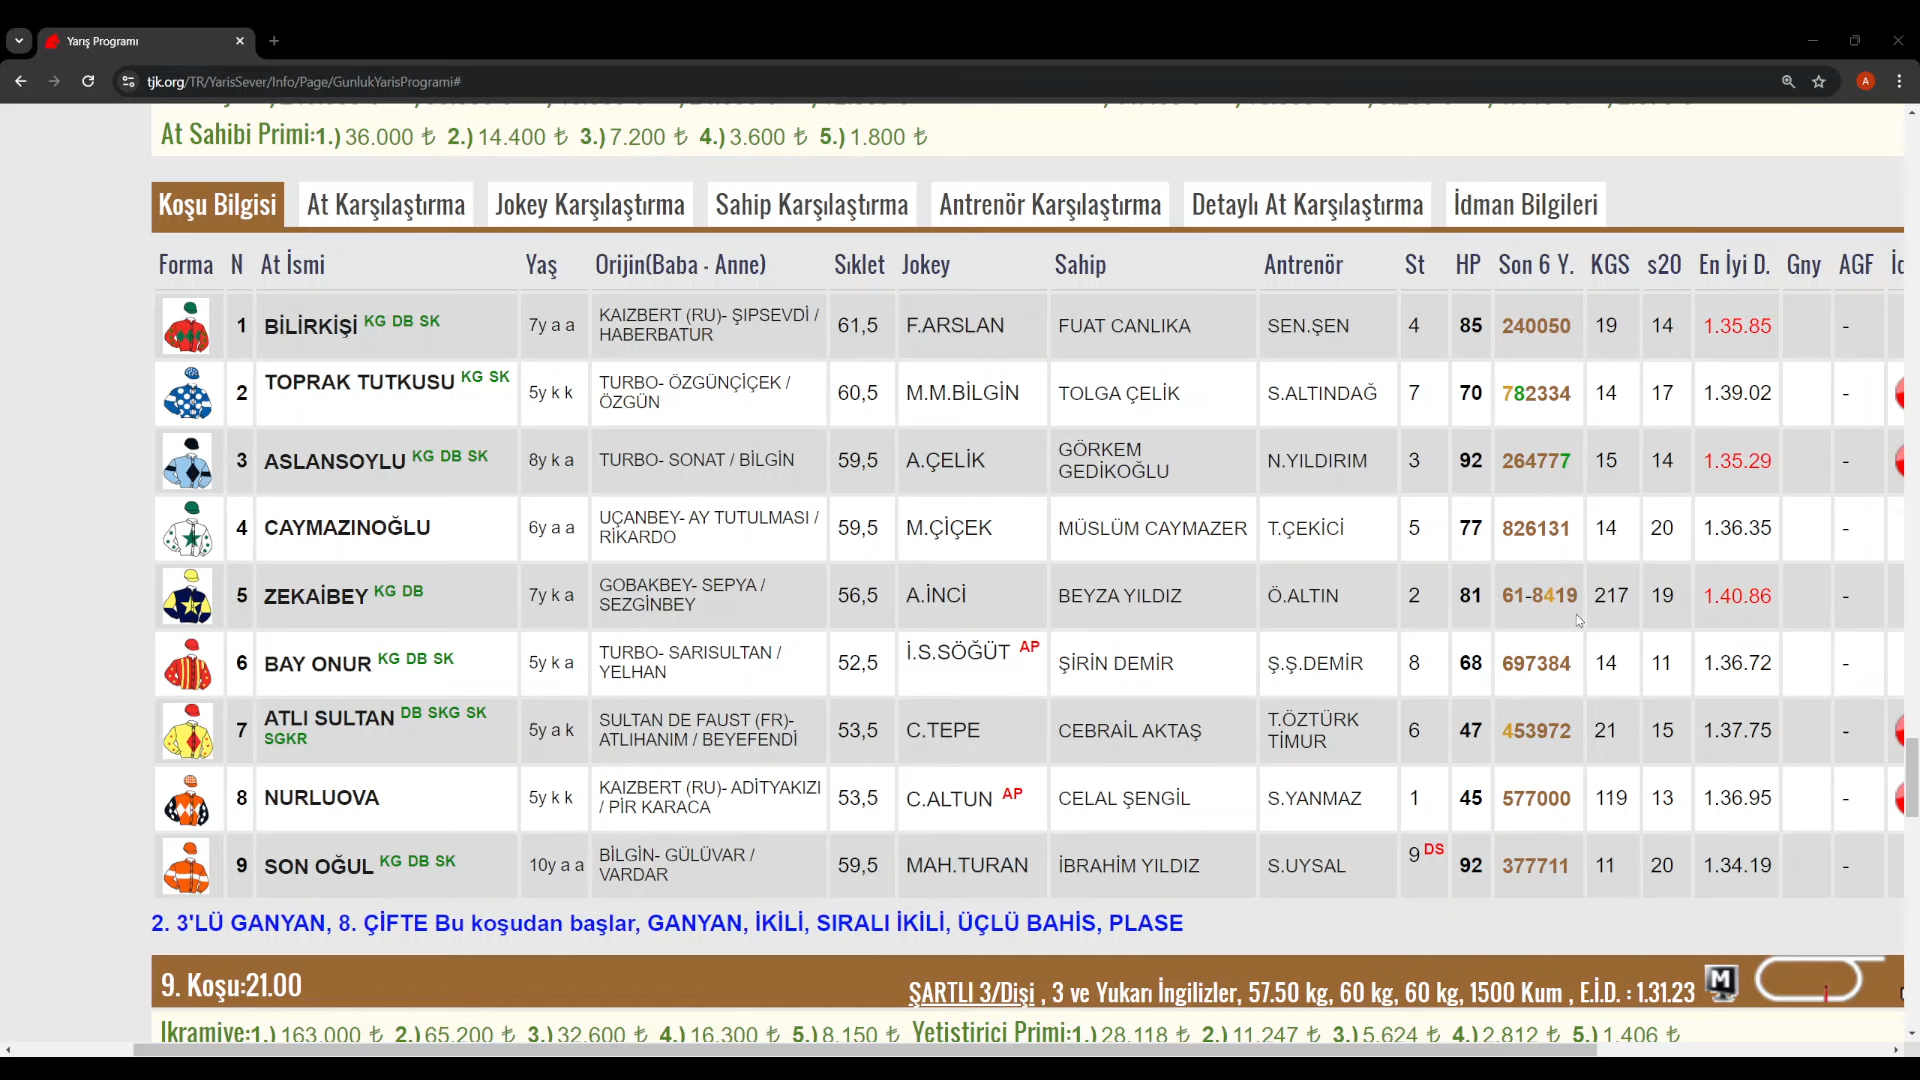 Yarış Programı
tjk.org/TR/YarisSever/Info/Page/GunlukYarisProgrami#
A
At Sahibi Primi:1.) 36.000 ₺ 2.) 14.400 ₺ 3.) 7.200 ₺ 4.) 3.600 ₺ 5.) 1.800 ₺
Koşu Bilgisi At Karşılaştırma Jokey Karşılaştırma Sahip Karşılaştırma Antrenör Karşılaştırma Detaylı At Karşılaştırma İdman Bilgileri
Forma N At İsmi Yaş Orijin(Baba - Anne) Sıklet Jokey Sahip Antrenör St HP Son 6 Y. KGS s20 En İyi D. Gny AGF
1 BİLİRKİŞİ KG DB SK 7y a a KAIZBERT (RU)- ŞIPSEVDİ / HABERBATUR 61,5 F.ARSLAN FUAT CANLIKA SEN.ŞEN 4 85 240050 19 14 1.35.85 -
2 TOPRAK TUTKUSU KG SK 5y k k TURBO- ÖZGÜNÇİÇEK / ÖZGÜN 60,5 M.M.BİLGİN TOLGA ÇELİK S.ALTINDAĞ 7 70 782334 14 17 1.39.02 -
3 ASLANSOYLU KG DB SK 8y k a TURBO- SONAT / BİLGİN 59,5 A.ÇELİK GÖRKEM GEDİKOĞLU N.YILDIRIM 3 92 264777 15 14 1.35.29 -
4 CAYMAZINOĞLU 6y a a UÇANBEY- AY TUTULMASI / RİKARDO 59,5 M.ÇİÇEK MÜSLÜM CAYMAZER T.ÇEKİCİ 5 77 826131 14 20 1.36.35 -
5 ZEKAİBEY KG DB 7y k a GOBAKBEY- SEPYA / SEZGİNBEY 56,5 A.İNCİ BEYZA YILDIZ Ö.ALTIN 2 81 61-8419 217 19 1.40.86 -
6 BAY ONUR KG DB SK 5y k a TURBO- SARISULTAN / YELHAN 52,5 İ.S.SÖĞÜT AP ŞİRİN DEMİR Ş.Ş.DEMİR 8 68 697384 14 11 1.36.72 -
7 ATLI SULTAN DB SKG SK SGKR 5y a k SULTAN DE FAUST (FR)- ATLIHANIM / BEYEFENDİ 53,5 C.TEPE CEBRAİL AKTAŞ T.ÖZTÜRK TİMUR 6 47 453972 21 15 1.37.75 -
8 NURLUOVA 5y k k KAIZBERT (RU)- ADİTYAKIZI / PİR KARACA 53,5 C.ALTUN AP CELAL ŞENGİL S.YANMAZ 1 45 577000 119 13 1.36.95 -
9 SON OĞUL KG DB SK 10y a a BİLGİN- GÜLÜVAR / VARDAR 59,5 MAH.TURAN İBRAHİM YILDIZ S.UYSAL 9 DS 92 377711 11 20 1.34.19 -
2. 3'LÜ GANYAN, 8. ÇİFTE Bu koşudan başlar, GANYAN, İKİLİ, SIRALI İKİLİ, ÜÇLÜ BAHİS, PLASE
9. Koşu:21.00 ŞARTLI 3/Dişi , 3 ve Yukarı İngilizler, 57.50 kg, 60 kg, 60 kg, 1500 Kum , E.İ.D. : 1.31.23 M
Ikramiye:1.) 163.000 ₺ 2.) 65.200 ₺ 3.) 32.600 ₺ 4.) 16.300 ₺ 5.) 8.150 ₺ Yetiştirici Primi:1.) 28.118 ₺ 2.) 11.247 ₺ 3.) 5.624 ₺ 4.) 2.812 ₺ 5.) 1.406 ₺